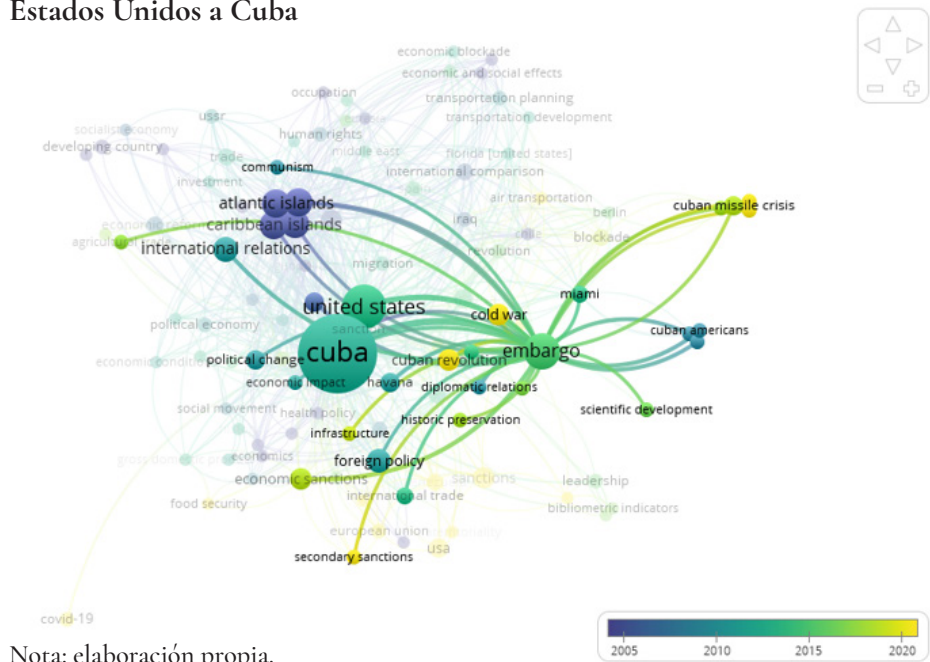 Estados Unidos a Cuba
economic blockade
economic and social effects
occupation
transportation planning
ussr
transportation development
socialist economy
human rights
developing country
middle east
trade
florida [united states]
communism
international comparison
investment
air transportation
atlantic islands
cuban missile crisis
berlin
iraq
caribbean islands
chile
blockade
agricultural trade
international relations
revolution
migration
miami
united states
cold war
political economy
sanctions
cuban americans
cuba
embargo
economic conditions
political change
cuban revolution
economic impact
havana
diplomatic relations
social movement
health policy
scientific development
historic preservation
infrastructure
economics
foreign policy
economic sanctions
sanctions
leadership
international trade
food security
bibliometric indicators
european union
usa
secondary sanctions
covid-19
2005 2010 2015 2020
Nota: elaboración propia.